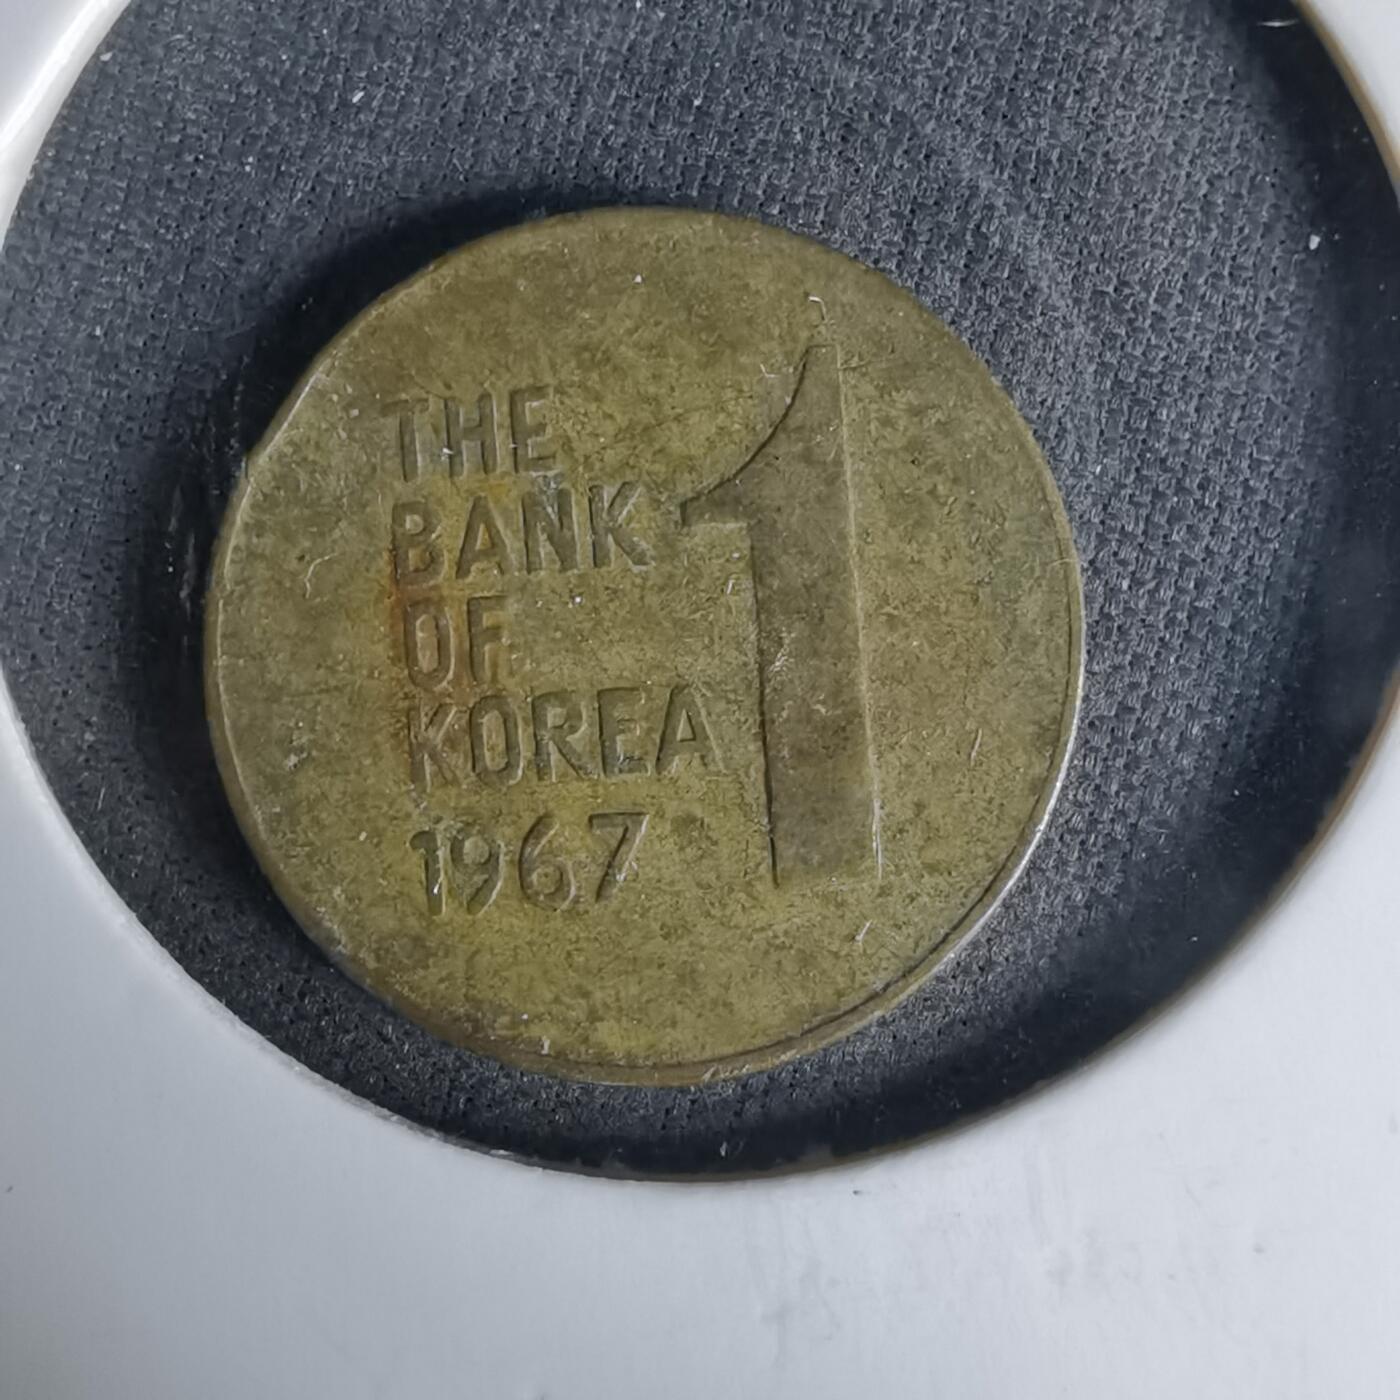 THE
BANK
OF
KOREA
1967
1